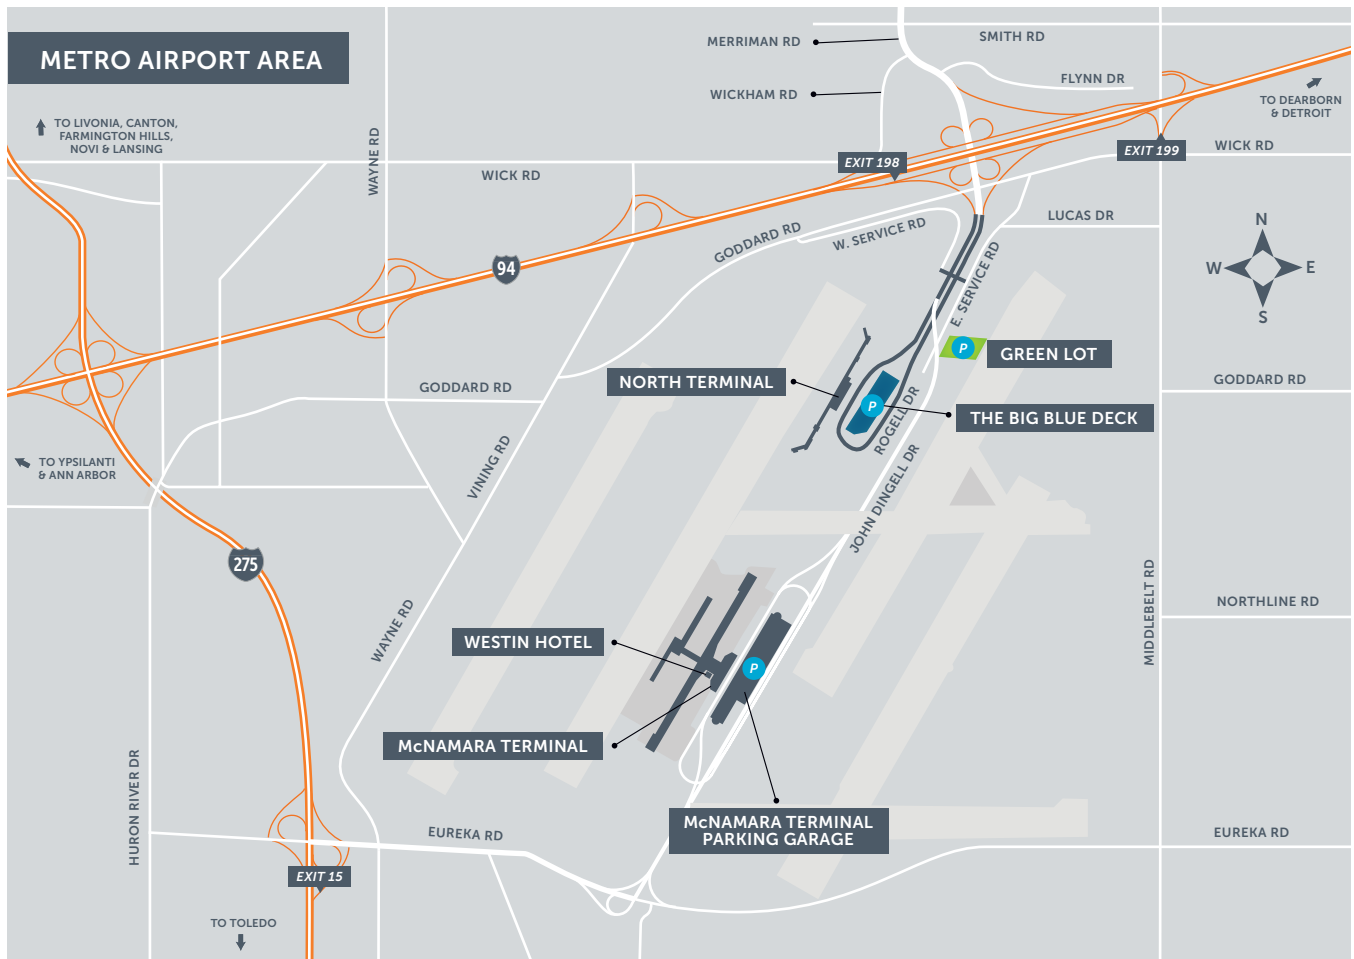 METRO AIRPORT AREA
MERRIMAN RD
SMITH RD
WICKHAM RD
FLYNN DR
TO DEARBORN
& DETROIT
TO LIVONIA, CANTON,
FARMINGTON HILLS,
NOVI & LANSING
WAYNE RD
WICK RD
EXIT 198
EXIT 199
WICK RD
GODDARD RD
W. SERVICE RD
LUCAS DR
N
W
E
S
94
E. SERVICE RD
P
GREEN LOT
NORTH TERMINAL
GODDARD RD
GODDARD RD
P
THE BIG BLUE DECK
ROGELL DR
TO YPSILANTI
& ANN ARBOR
VINING RD
JOHN DINGELL DR
275
MIDDLEBELT RD
NORTHLINE RD
WAYNE RD
WESTIN HOTEL
P
McNAMARA TERMINAL
HURON RIVER DR
McNAMARA TERMINAL
PARKING GARAGE
EUREKA RD
EUREKA RD
EXIT 15
TO TOLEDO